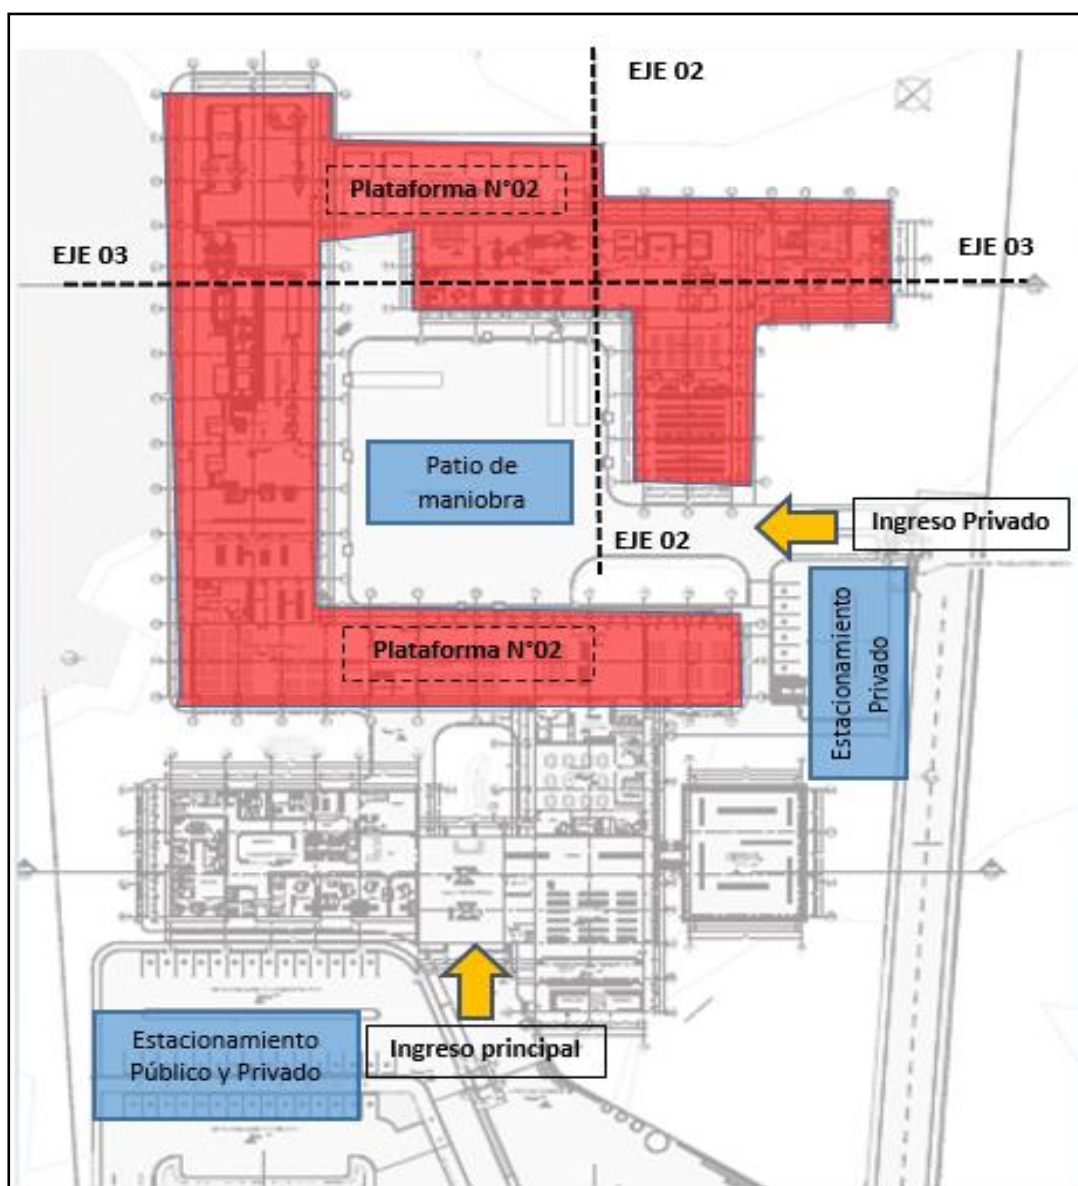 EJE 02
Plataforma N°02
EJE 03
EJE 03
Patio de
maniobra
Ingreso Privado
EJE 02
Estacionamiento
Privado
Plataforma N°02
Ingreso principal
Estacionamiento
Público y Privado